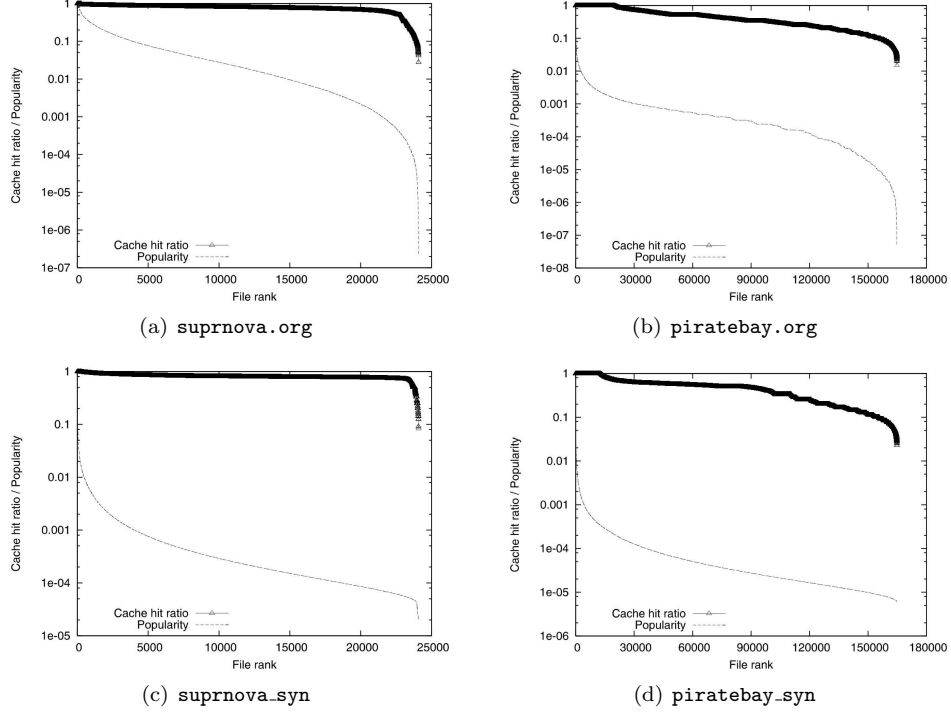 1
0.1
0.01
0.001
1e-04
1e-05
1e-06
1e-07
Cache hit ratio / Popularity
Cache hit ratio
Popularity
0 5000 10000 15000 20000 25000
File rank
(a) suprnova.org
1
0.1
0.01
0.001
1e-04
1e-05
1e-06
1e-07
1e-08
Cache hit ratio / Popularity
Cache hit ratio
Popularity
0 30000 60000 90000 120000 150000 180000
File rank
(b) piratebay.org
1
0.1
0.01
0.001
1e-04
1e-05
Cache hit ratio / Popularity
Cache hit ratio
Popularity
0 5000 10000 15000 20000 25000
File rank
(c) suprnova_syn
1
0.1
0.01
0.001
1e-04
1e-05
1e-06
Cache hit ratio / Popularity
Cache hit ratio
Popularity
0 30000 60000 90000 120000 150000 180000
File rank
(d) piratebay_syn